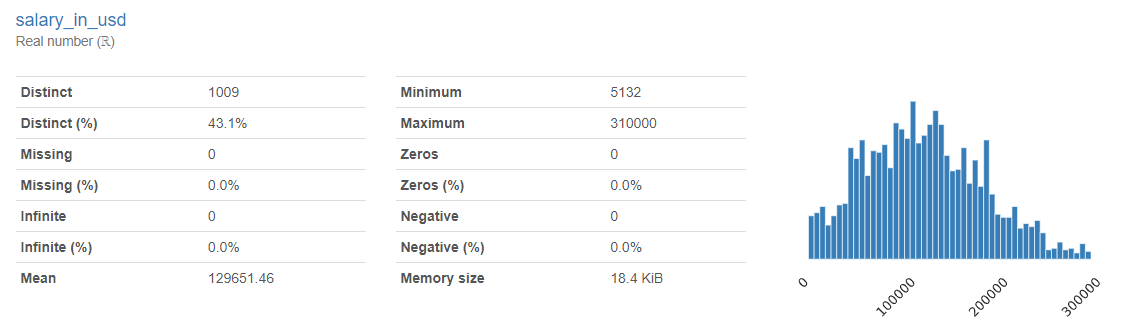 salary_in_usd
Real number (ℝ)
Distinct 1009
Distinct (%) 43.1%
Missing 0
Missing (%) 0.0%
Infinite 0
Infinite (%) 0.0%
Mean 129651.46
Minimum 5132
Maximum 310000
Zeros 0
Zeros (%) 0.0%
Negative 0
Negative (%) 0.0%
Memory size 18.4 KiB
0
100000
200000
300000